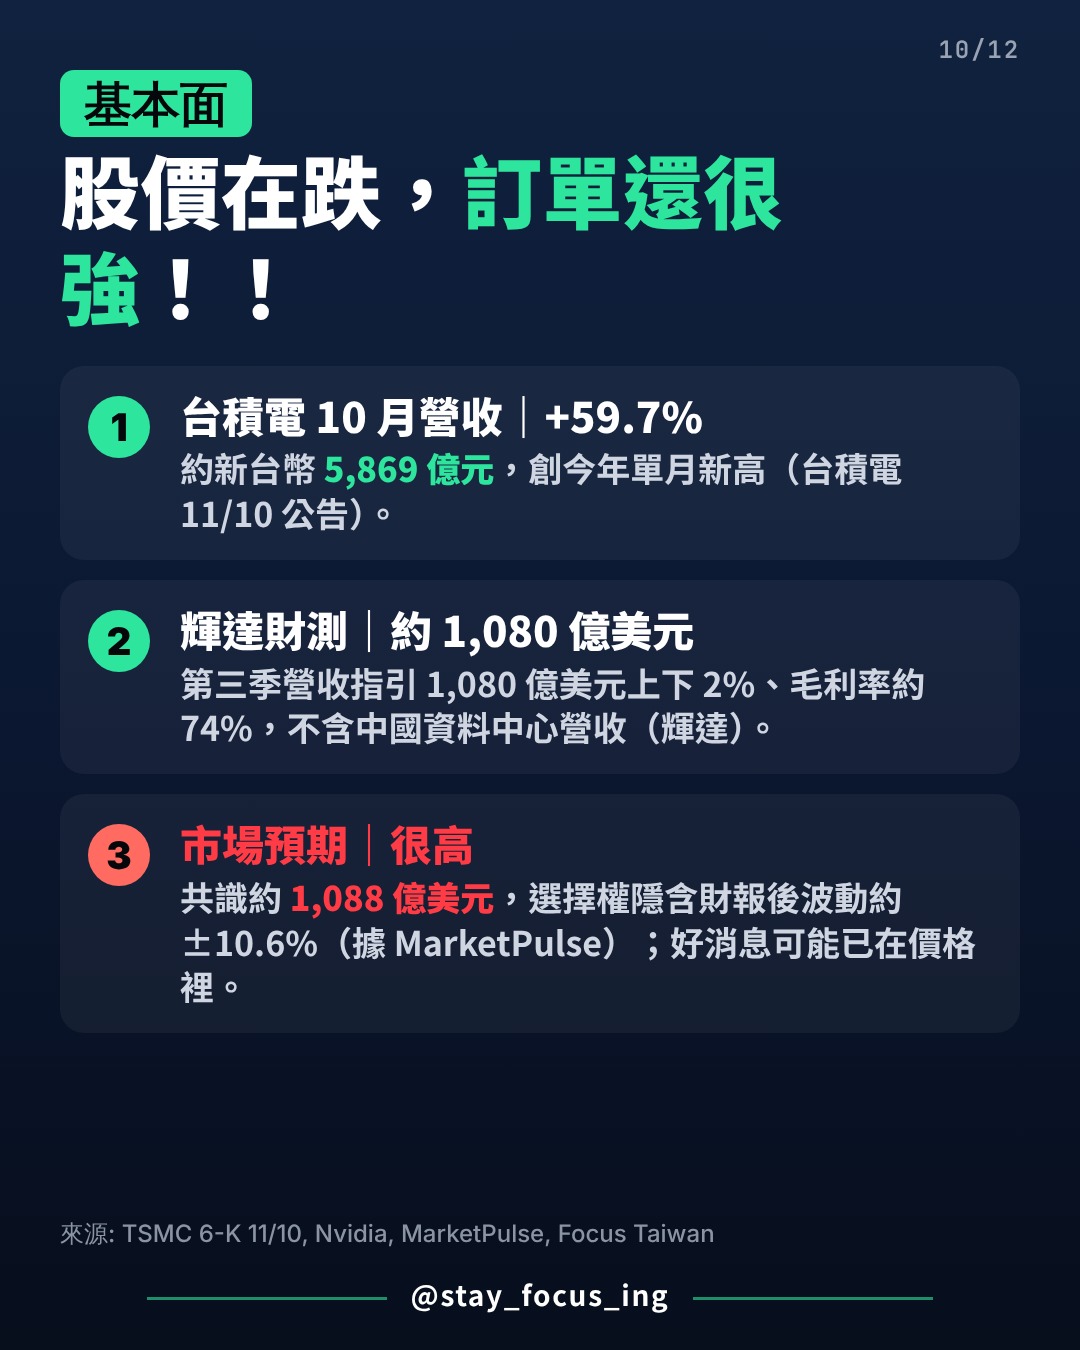 10/12
基本面
股價在跌，訂單還很
強！！
1
台積電 10 月營收｜+59.7%
約新台幣 5,869 億元，創今年單月新高（台積電
11/10 公告）。
2
輝達財測｜約 1,080 億美元
第三季營收指引 1,080 億美元上下 2%、毛利率約
74%，不含中國資料中心營收（輝達）。
3
市場預期｜很高
共識約 1,088 億美元，選擇權隱含財報後波動約
±10.6%（據 MarketPulse）；好消息可能已在價格
裡。
來源: TSMC 6-K 11/10, Nvidia, MarketPulse, Focus Taiwan
@stay_focus_ing